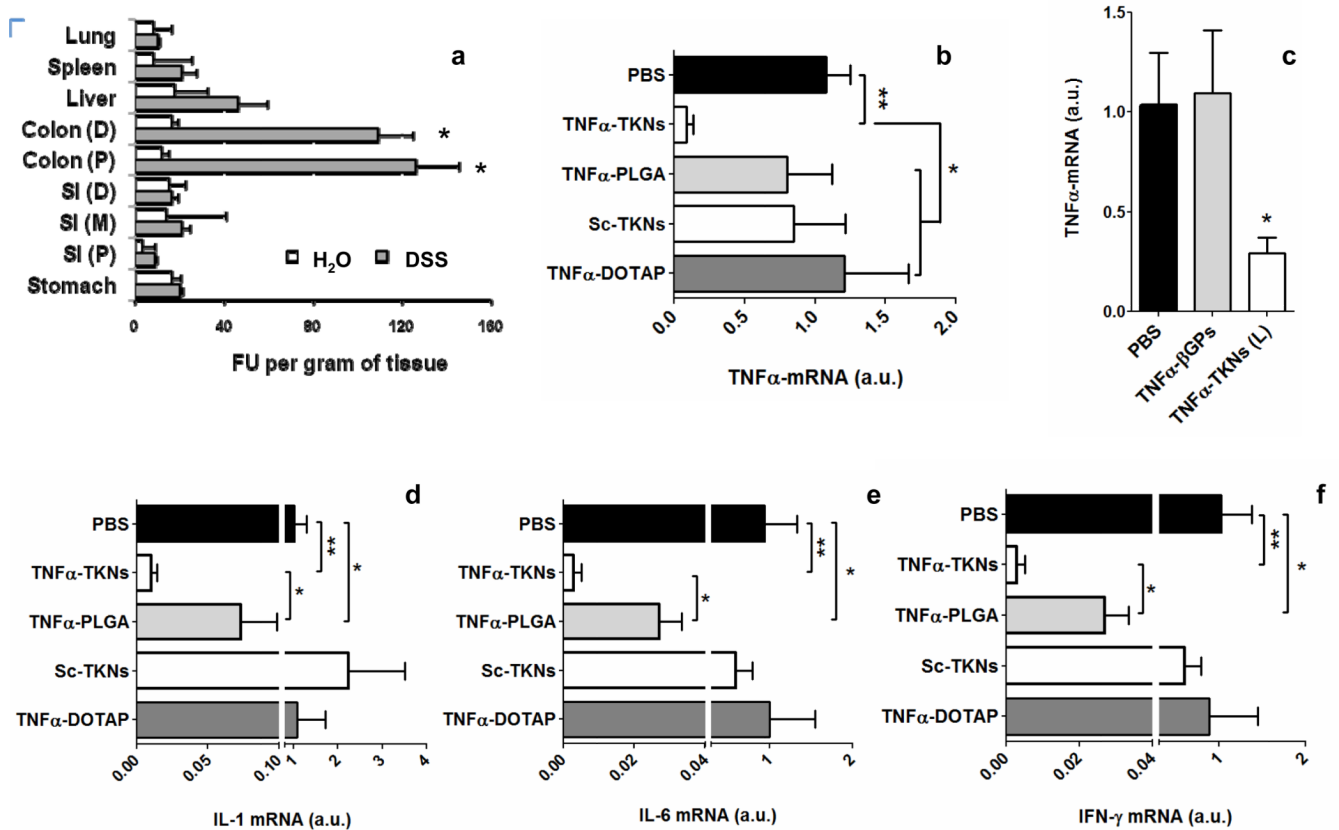 a
Lung
Spleen
Liver
Colon (D)
*
Colon (P)
*
SI (D)
SI (M)
SI (P)
Stomach
H2O DSS
0 40 80 120 160
FU per gram of tissue
b
PBS
**
TNFα-TKNs
TNFα-PLGA
*
Sc-TKNs
TNFα-DOTAP
0.0 0.5 1.0 1.5 2.0
TNFα-mRNA (a.u.)
c
TNFα-mRNA (a.u.)
1.5
1.0
0.5
0.0
*
PBS
TNFα-βGPs
TNFα-TKNs (L)
d
PBS
**
*
TNFα-TKNs
*
TNFα-PLGA
Sc-TKNs
TNFα-DOTAP
0.00 0.05 0.10 1 2 3 4
IL-1 mRNA (a.u.)
e
PBS
**
*
TNFα-TKNs
*
TNFα-PLGA
Sc-TKNs
TNFα-DOTAP
0.00 0.02 0.04 1 2
IL-6 mRNA (a.u.)
f
PBS
**
*
TNFα-TKNs
*
TNFα-PLGA
Sc-TKNs
TNFα-DOTAP
0.00 0.02 0.04 1 2
IFN-γ mRNA (a.u.)